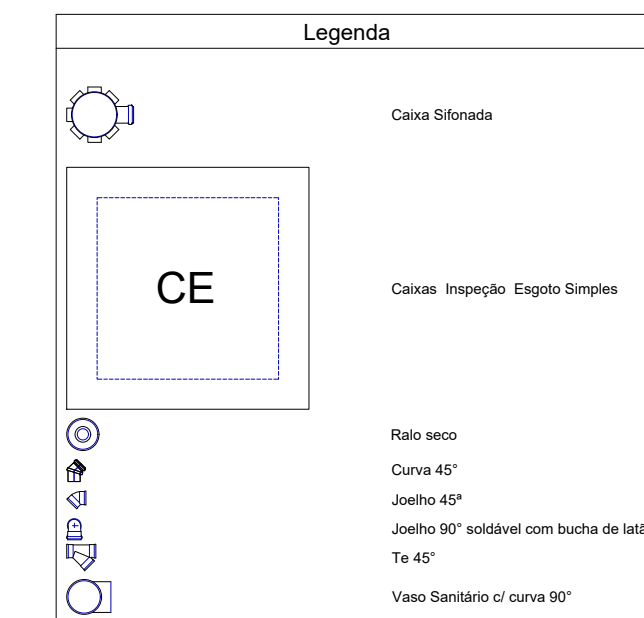 Legenda
Caixa Sifonada
CE
Caixas Inspeção Esgoto Simples
Ralo seco
Curva 45°
Joelho 45ª
Joelho 90° soldável com bucha de
Te 45°
Vaso Sanitário c/ curva 90°